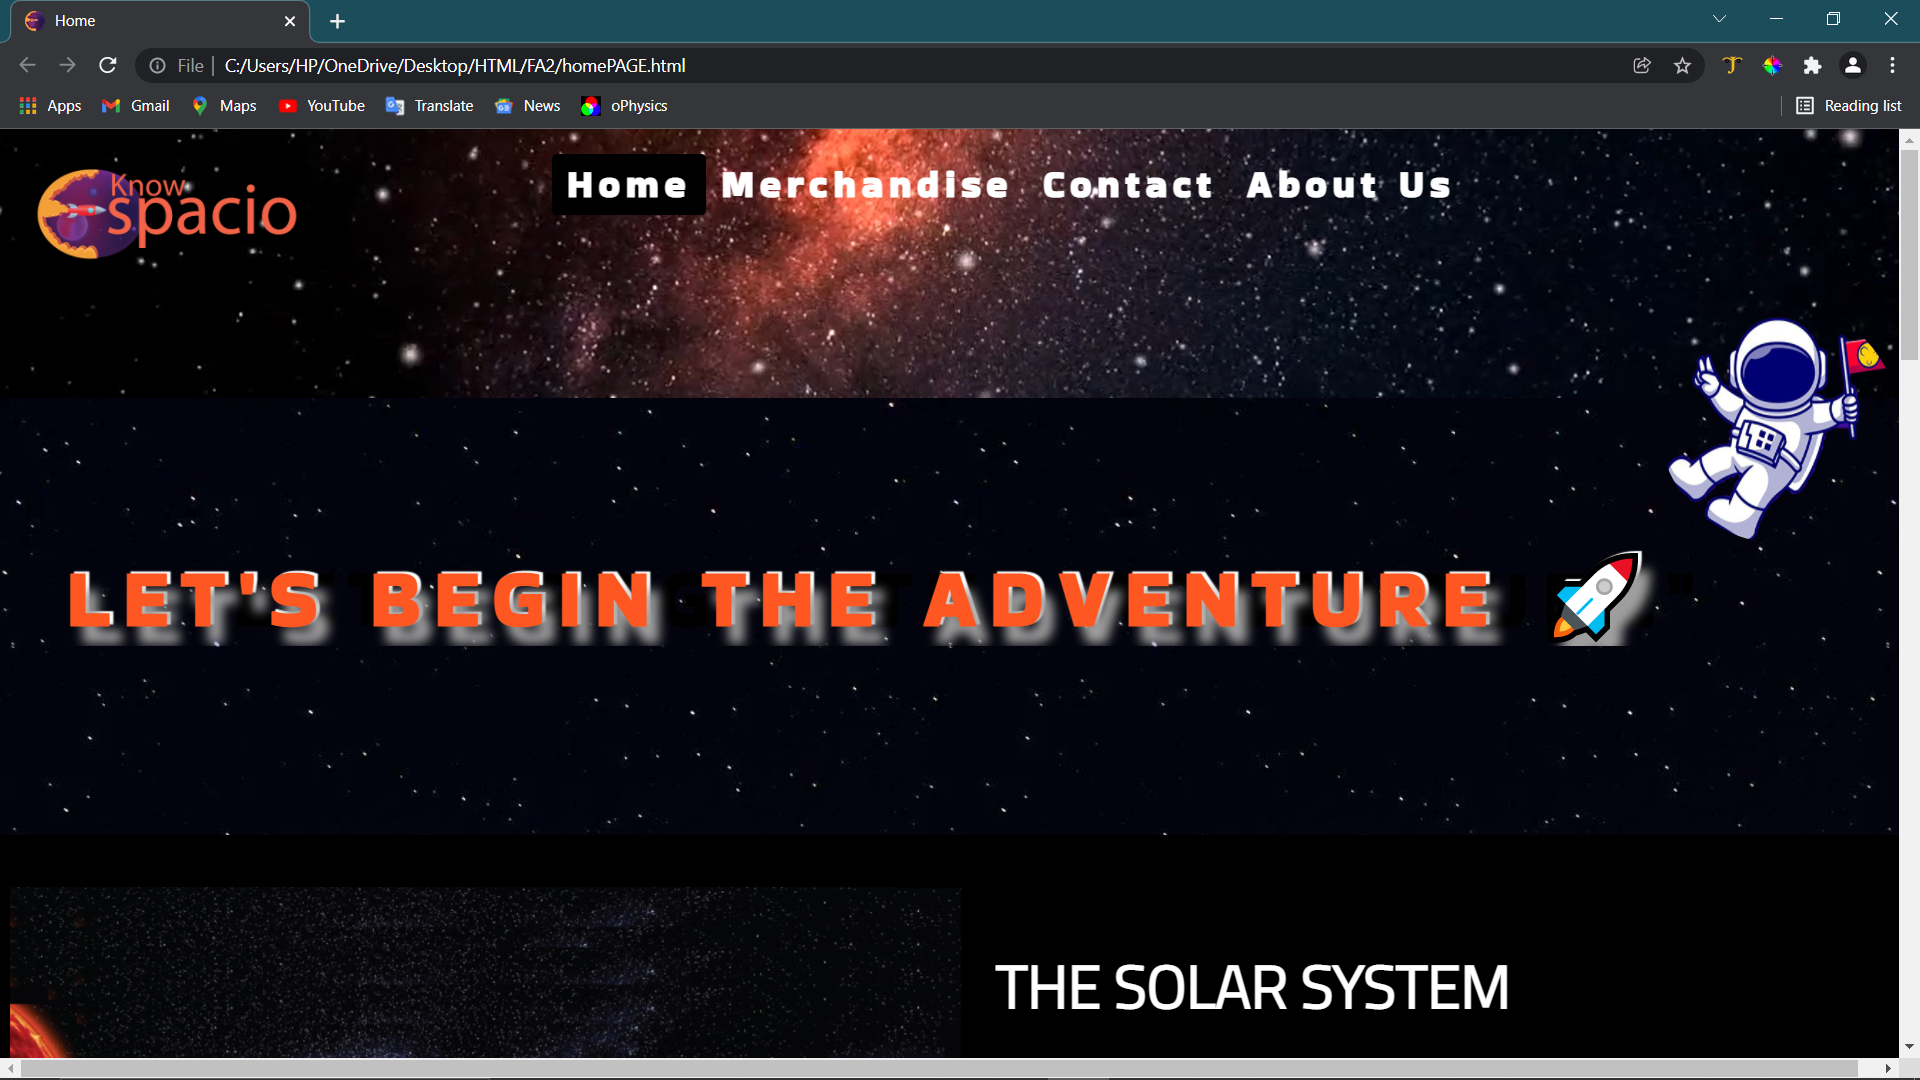 Home
File
C:/Users/HP/OneDrive/Desktop/HTML/FA2/homePAGE.html
Apps Gmail Maps YouTube Translate News oPhysics Reading list
Know
spacio
Home Merchandise Contact About Us
LET'S BEGIN THE ADVENTURE 🚀
THE SOLAR SYSTEM